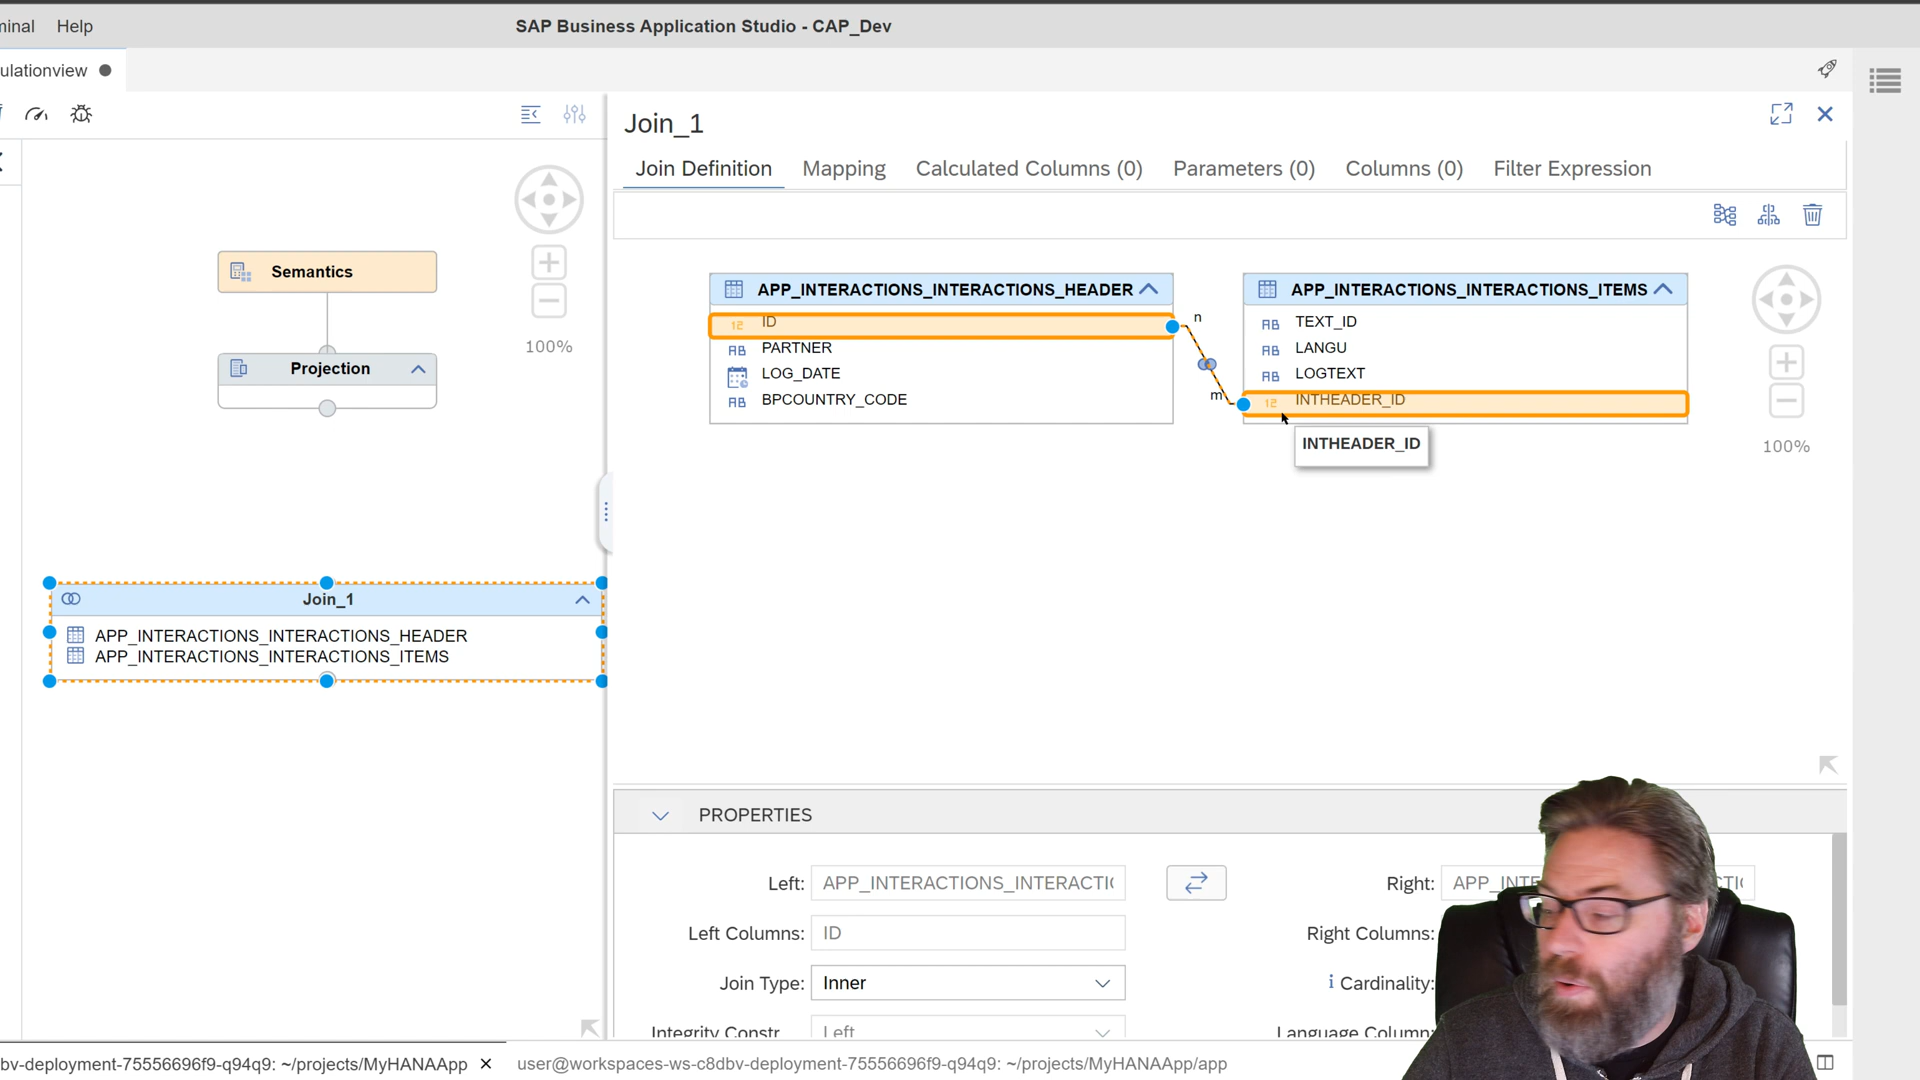 minal Help
SAP Business Application Studio - CAP_Dev
ulationview
Join_1
Join Definition Mapping Calculated Columns (0) Parameters (0) Columns (0) Filter Expression
Semantics
Projection
100%
APP_INTERACTIONS_INTERACTIONS_HEADER
ID
PARTNER
LOG_DATE
BPCOUNTRY_CODE
n
m
APP_INTERACTIONS_INTERACTIONS_ITEMS
TEXT_ID
LANGU
LOGTEXT
INTHEADER_ID
INTHEADER_ID
100%
Join_1
APP_INTERACTIONS_INTERACTIONS_HEADER
APP_INTERACTIONS_INTERACTIONS_ITEMS
PROPERTIES
Left: APP_INTERACTIONS_INTERACTI
Right: APP_INTE
Left Columns: ID
Right Columns:
Join Type: Inner
i Cardinality:
Integrity Constr Left
Language Column
bv-deployment-75556696f9-q94q9: ~/projects/MyHANAApp
user@workspaces-ws-c8dbv-deployment-75556696f9-q94q9: ~/projects/MyHANAApp/app